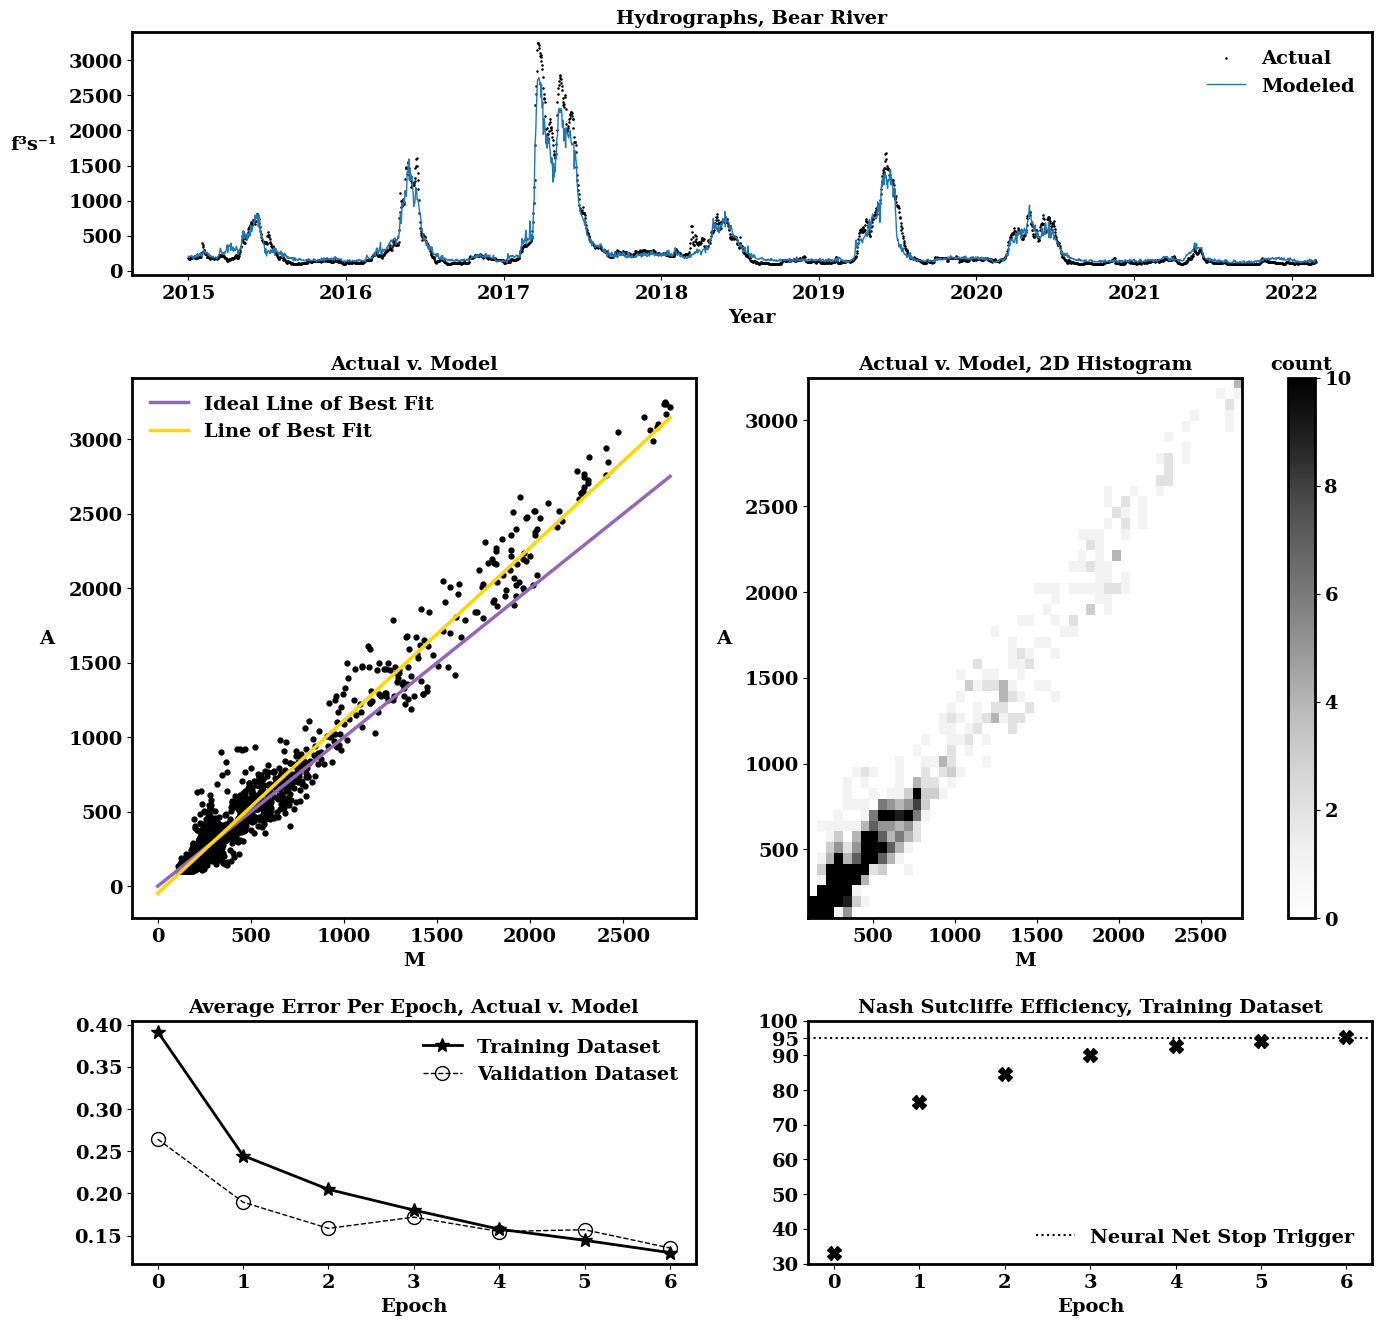 Hydrographs, Bear River
3000
2500
2000
1500
1000
500
0
f³s⁻¹
Actual
Modeled
2015 2016 2017 2018 2019 2020 2021 2022
Year
Actual v. Model
Ideal Line of Best Fit
Line of Best Fit
3000
2500
2000
1500
1000
500
0
A
0 500 1000 1500 2000 2500
M
Actual v. Model, 2D Histogram
3000
2500
2000
1500
1000
500
A
500 1000 1500 2000 2500
M
count
10
8
6
4
2
0
Average Error Per Epoch, Actual v. Model
Training Dataset
Validation Dataset
0.40
0.35
0.30
0.25
0.20
0.15
0 1 2 3 4 5 6
Epoch
Nash Sutcliffe Efficiency, Training Dataset
100
95
90
80
70
60
50
40
30
Neural Net Stop Trigger
0 1 2 3 4 5 6
Epoch